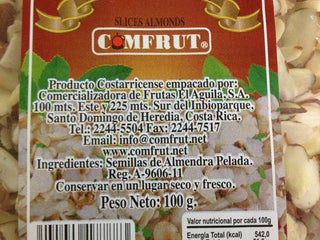 SLICES ALMONDS
COMFRUT®
Producto Costarricense empacado por:
Comercializadora de Frutas El Aguila, S.A.
100 mts. Este y 225 mts. Sur del Inbioparque,
Santo Domingo de Heredia, Costa Rica.
Tel.:2244-5504 Fax: 2244-7517
Email: info@comfrut.net
www.comfrut.net
Ingredientes: Semillas de Almendra Pelada.
Reg. A-9606-11
Conservar en un lugar seco y fresco.
Peso Neto: 100 g.
Valor nutricional por cada 100g
Energia Total (kcal) 542,0